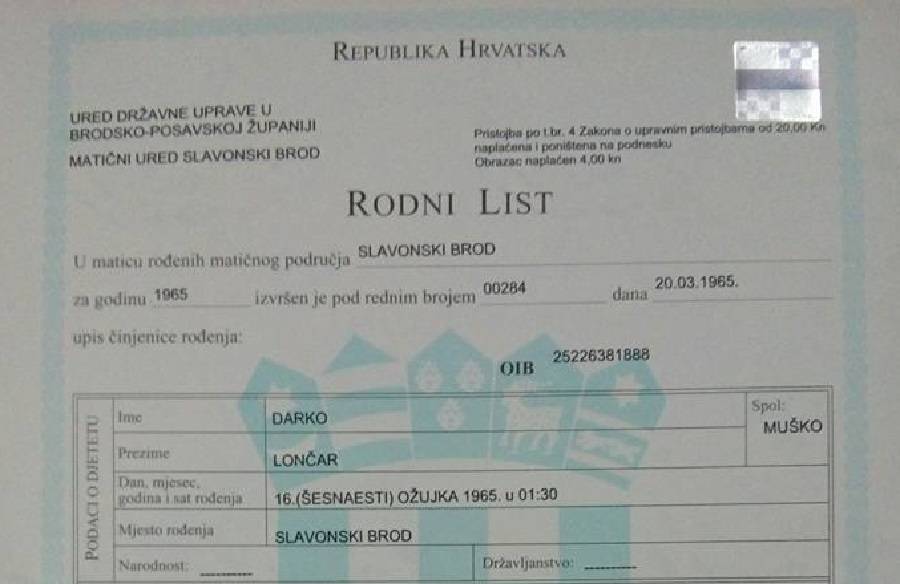 REPUBLIKA HRVATSKA
URED DRŽAVNE UPRAVE U
BRODSKO-POSAVSKOJ ŽUPANIJI
MATIČNI URED SLAVONSKI BROD
Pristojba po t.br. 4 Zakona o upravnim pristojbama od 20,00 Kn
naplaćena i poništena na podnesku
Obrazac naplaćen 4,00 kn
RODNI LIST
U maticu rođenih matičnog područja SLAVONSKI BROD
za godinu 1965 izvršen je pod rednim brojem 00284 dana 20.03.1965.
upis činjenice rođenja:
OIB 25226381888
PODACI O DJETETU
Ime DARKO
Spol: MUŠKO
Prezime LONČAR
Dan, mjesec,
godina i sat rođenja 16.(ŠESNAESTI) OŽUJKA 1965. u 01:30
Mjesto rođenja SLAVONSKI BROD
Narodnost: Državljanstvo: